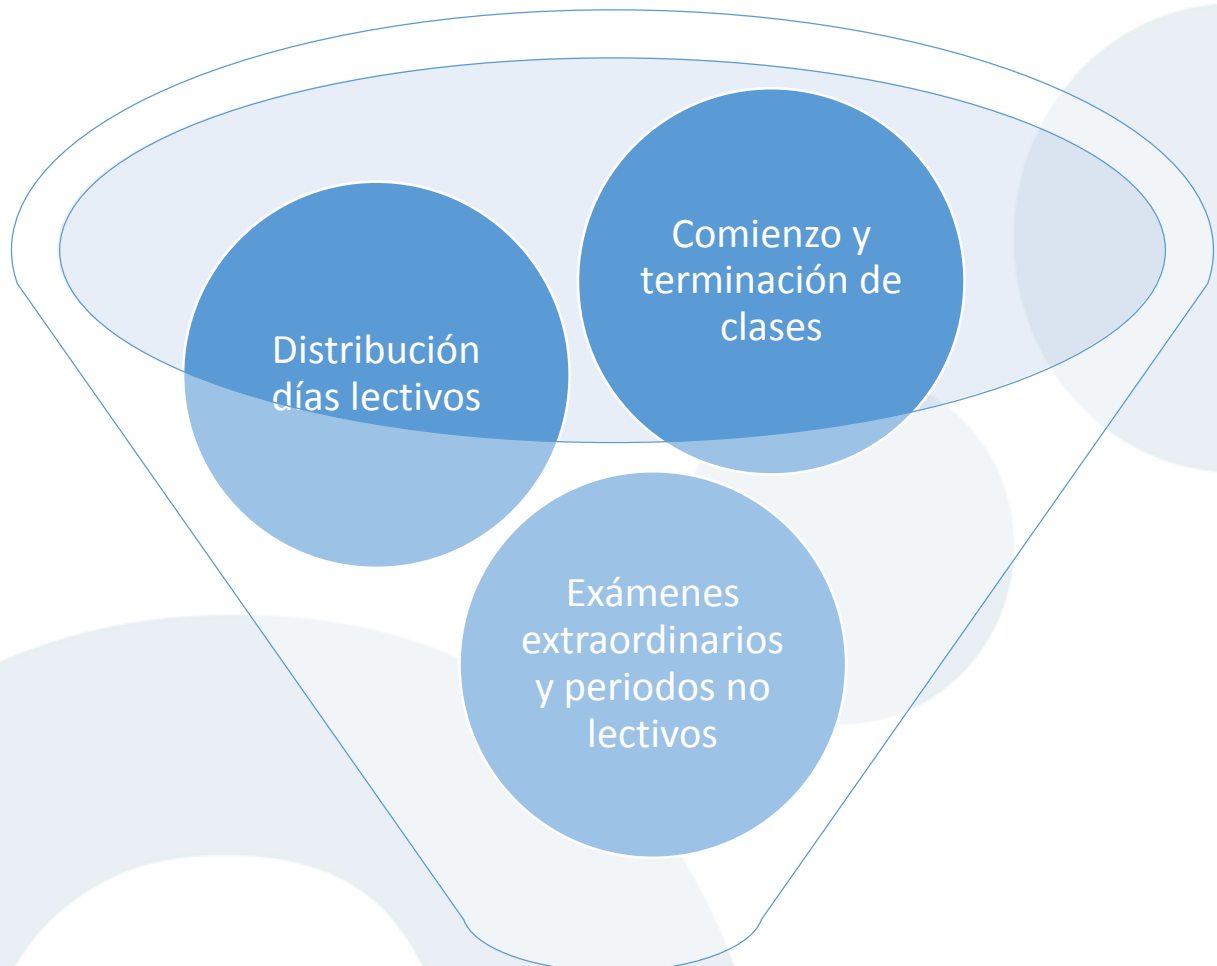 Comienzo y
terminación de
clases
Distribución
días lectivos
Exámenes
extraordinarios
y periodos no
lectivos